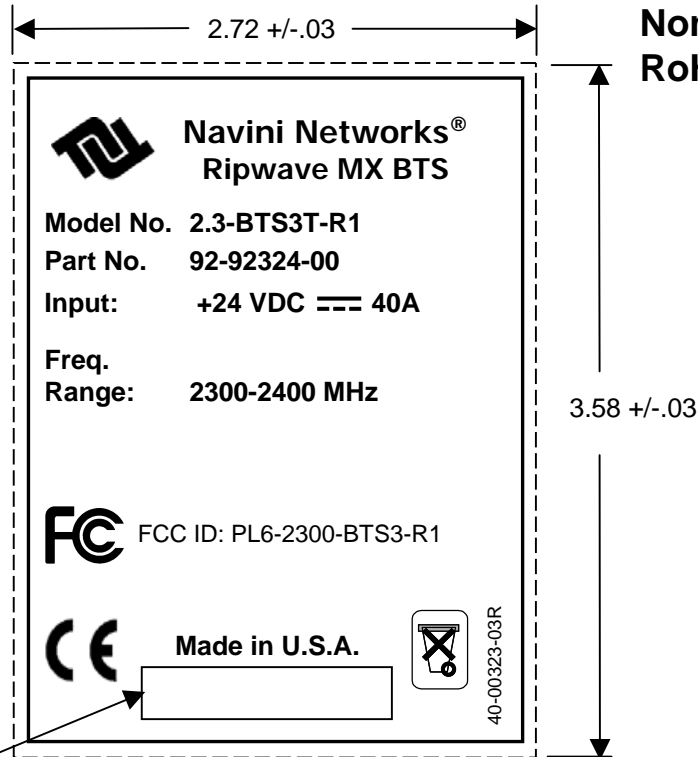 2.72 +/-.03
Navini Networks®
Ripwave MX BTS
Model No. 2.3-BTS3T-R1
Part No. 92-92324-00
Input: +24 VDC 40A
Freq.
Range: 2300-2400 MHz
3.58 +/-.03
FC FCC ID: PL6-2300-BTS3-R1
CE Made in U.S.A.
40-00323-03R